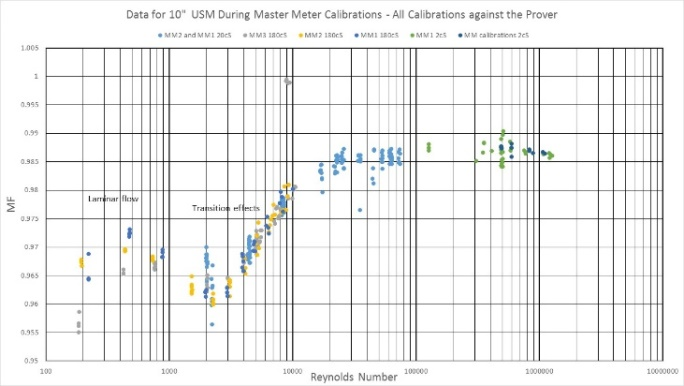 Data for 10" USM During Master Meter Calibrations - All Calibrations against the Prover
MM2 and MM1 20cS MM3 180cS MM2 180cS MM1 180cS MM1 2cS MM calibrations 2cS
1.005
1
0.995
0.99
0.985
0.98
0.975
0.97
0.965
0.96
0.955
0.95
MF
Laminar flow
Transition effects
100 1000 10000 100000 1000000 10000000
Reynolds Number